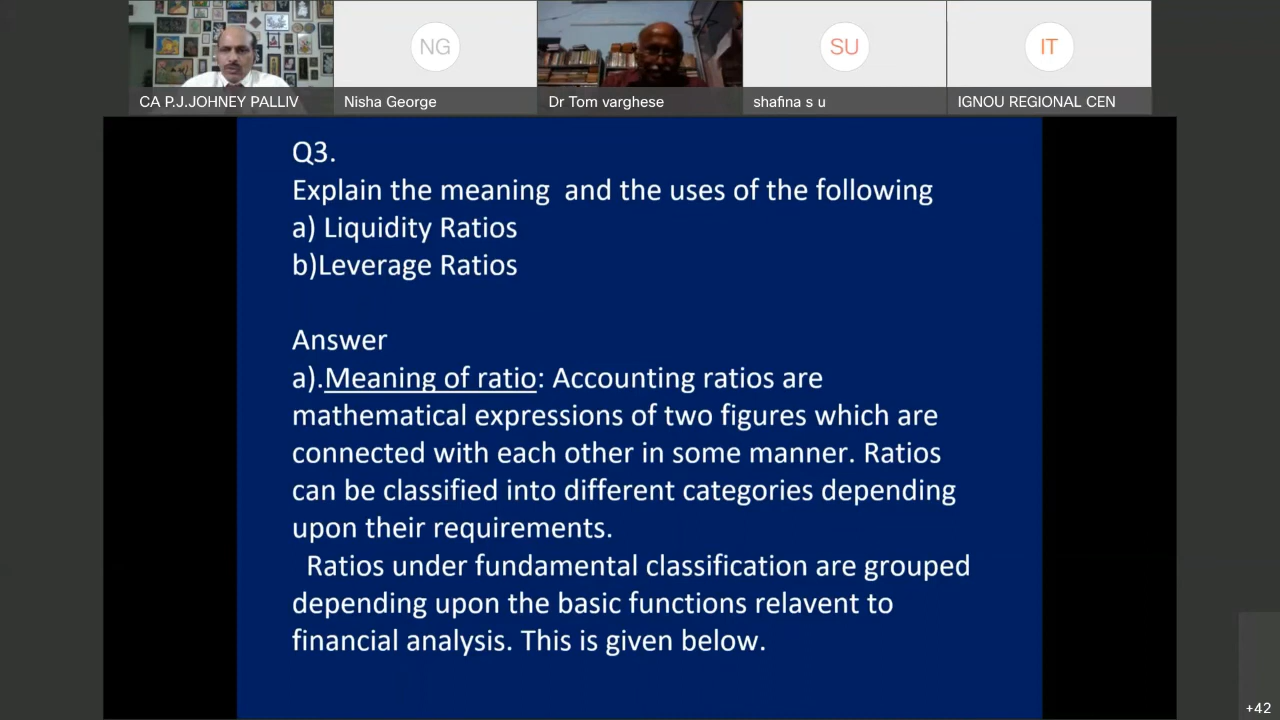 NG
SU
IT
CA P.J.JOHNEY PALLIV
Nisha George
Dr Tom varghese
shafina s u
IGNOU REGIONAL CEN
Q3.
Explain the meaning  and the uses of the following
a) Liquidity Ratios
b)Leverage Ratios
Answer
a).Meaning of ratio: Accounting ratios are
mathematical expressions of two figures which are
connected with each other in some manner. Ratios
can be classified into different categories depending
upon their requirements.
Ratios under fundamental classification are grouped
depending upon the basic functions relavent to
financial analysis. This is given below.
+42